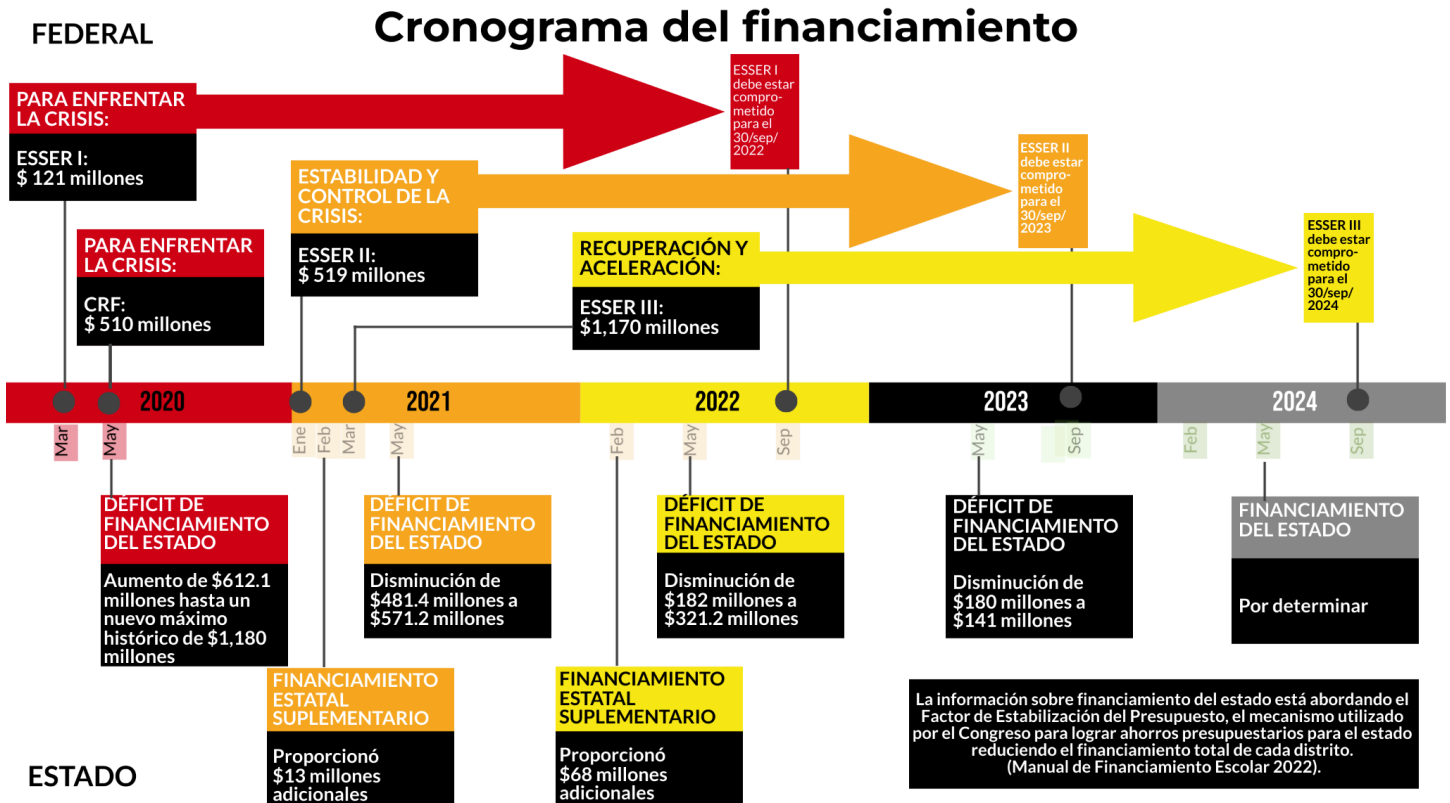 FEDERAL
Cronograma del financiamiento
PARA ENFRENTAR
LA CRISIS:
ESSER I:
$ 121 millones
ESSER I
debe estar
compro-
metido
para el
30/sep/
2022
ESTABILIDAD Y
CONTROL DE LA
CRISIS:
ESSER II:
$ 519 millones
ESSER II
debe estar
compro-
metido
para el
30/sep/
2023
PARA ENFRENTAR
LA CRISIS:
CRF:
$ 510 millones
RECUPERACIÓN Y
ACELERACIÓN:
ESSER III:
$1,170 millones
ESSER III
debe estar
compro-
metido
para el
30/sep/
2024
2020
2021
2022
2023
2024
Mar
May
Ene
Feb
Mar
May
Feb
May
Sep
May
Sep
Feb
May
Sep
DÉFICIT DE
FINANCIAMIENTO
DEL ESTADO
Aumento de $612.1
millones hasta un
nuevo máximo
histórico de $1,180
millones
DÉFICIT DE
FINANCIAMIENTO
DEL ESTADO
Disminución de
$481.4 millones a
$571.2 millones
DÉFICIT DE
FINANCIAMIENTO
DEL ESTADO
Disminución de
$182 millones a
$321.2 millones
DÉFICIT DE
FINANCIAMIENTO
DEL ESTADO
Disminución de
$180 millones a
$141 millones
FINANCIAMIENTO
DEL ESTADO
Por determinar
FINANCIAMIENTO
ESTATAL
SUPLEMENTARIO
Proporcionó
$13 millones
adicionales
FINANCIAMIENTO
ESTATAL
SUPLEMENTARIO
Proporcionó
$68 millones
adicionales
La información sobre financiamiento del estado está abordando el
Factor de Estabilización del Presupuesto, el mecanismo utilizado
por el Congreso para lograr ahorros presupuestarios para el estado
reduciendo el financiamiento total de cada distrito.
(Manual de Financiamiento Escolar 2022).
ESTADO